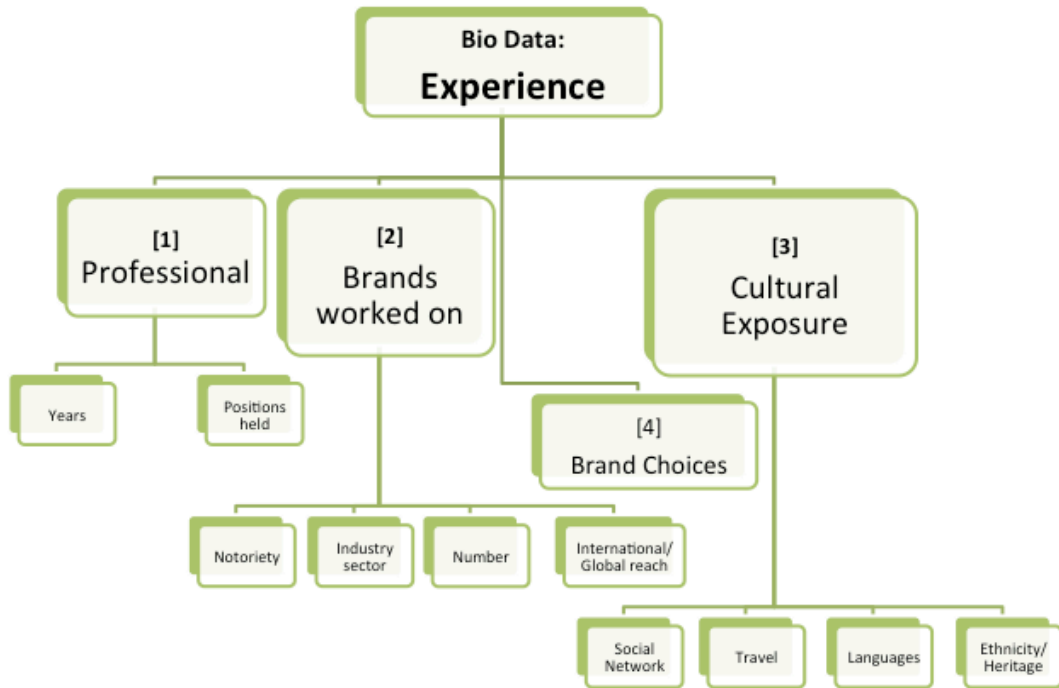 Bio Data:
Experience
[1]
Professional
[2]
Brands
worked on
[3]
Cultural
Exposure
Years
Positions
held
[4]
Brand Choices
Notoriety
Industry
sector
Number
International/
Global reach
Social
Network
Travel
Languages
Ethnicity/
Heritage